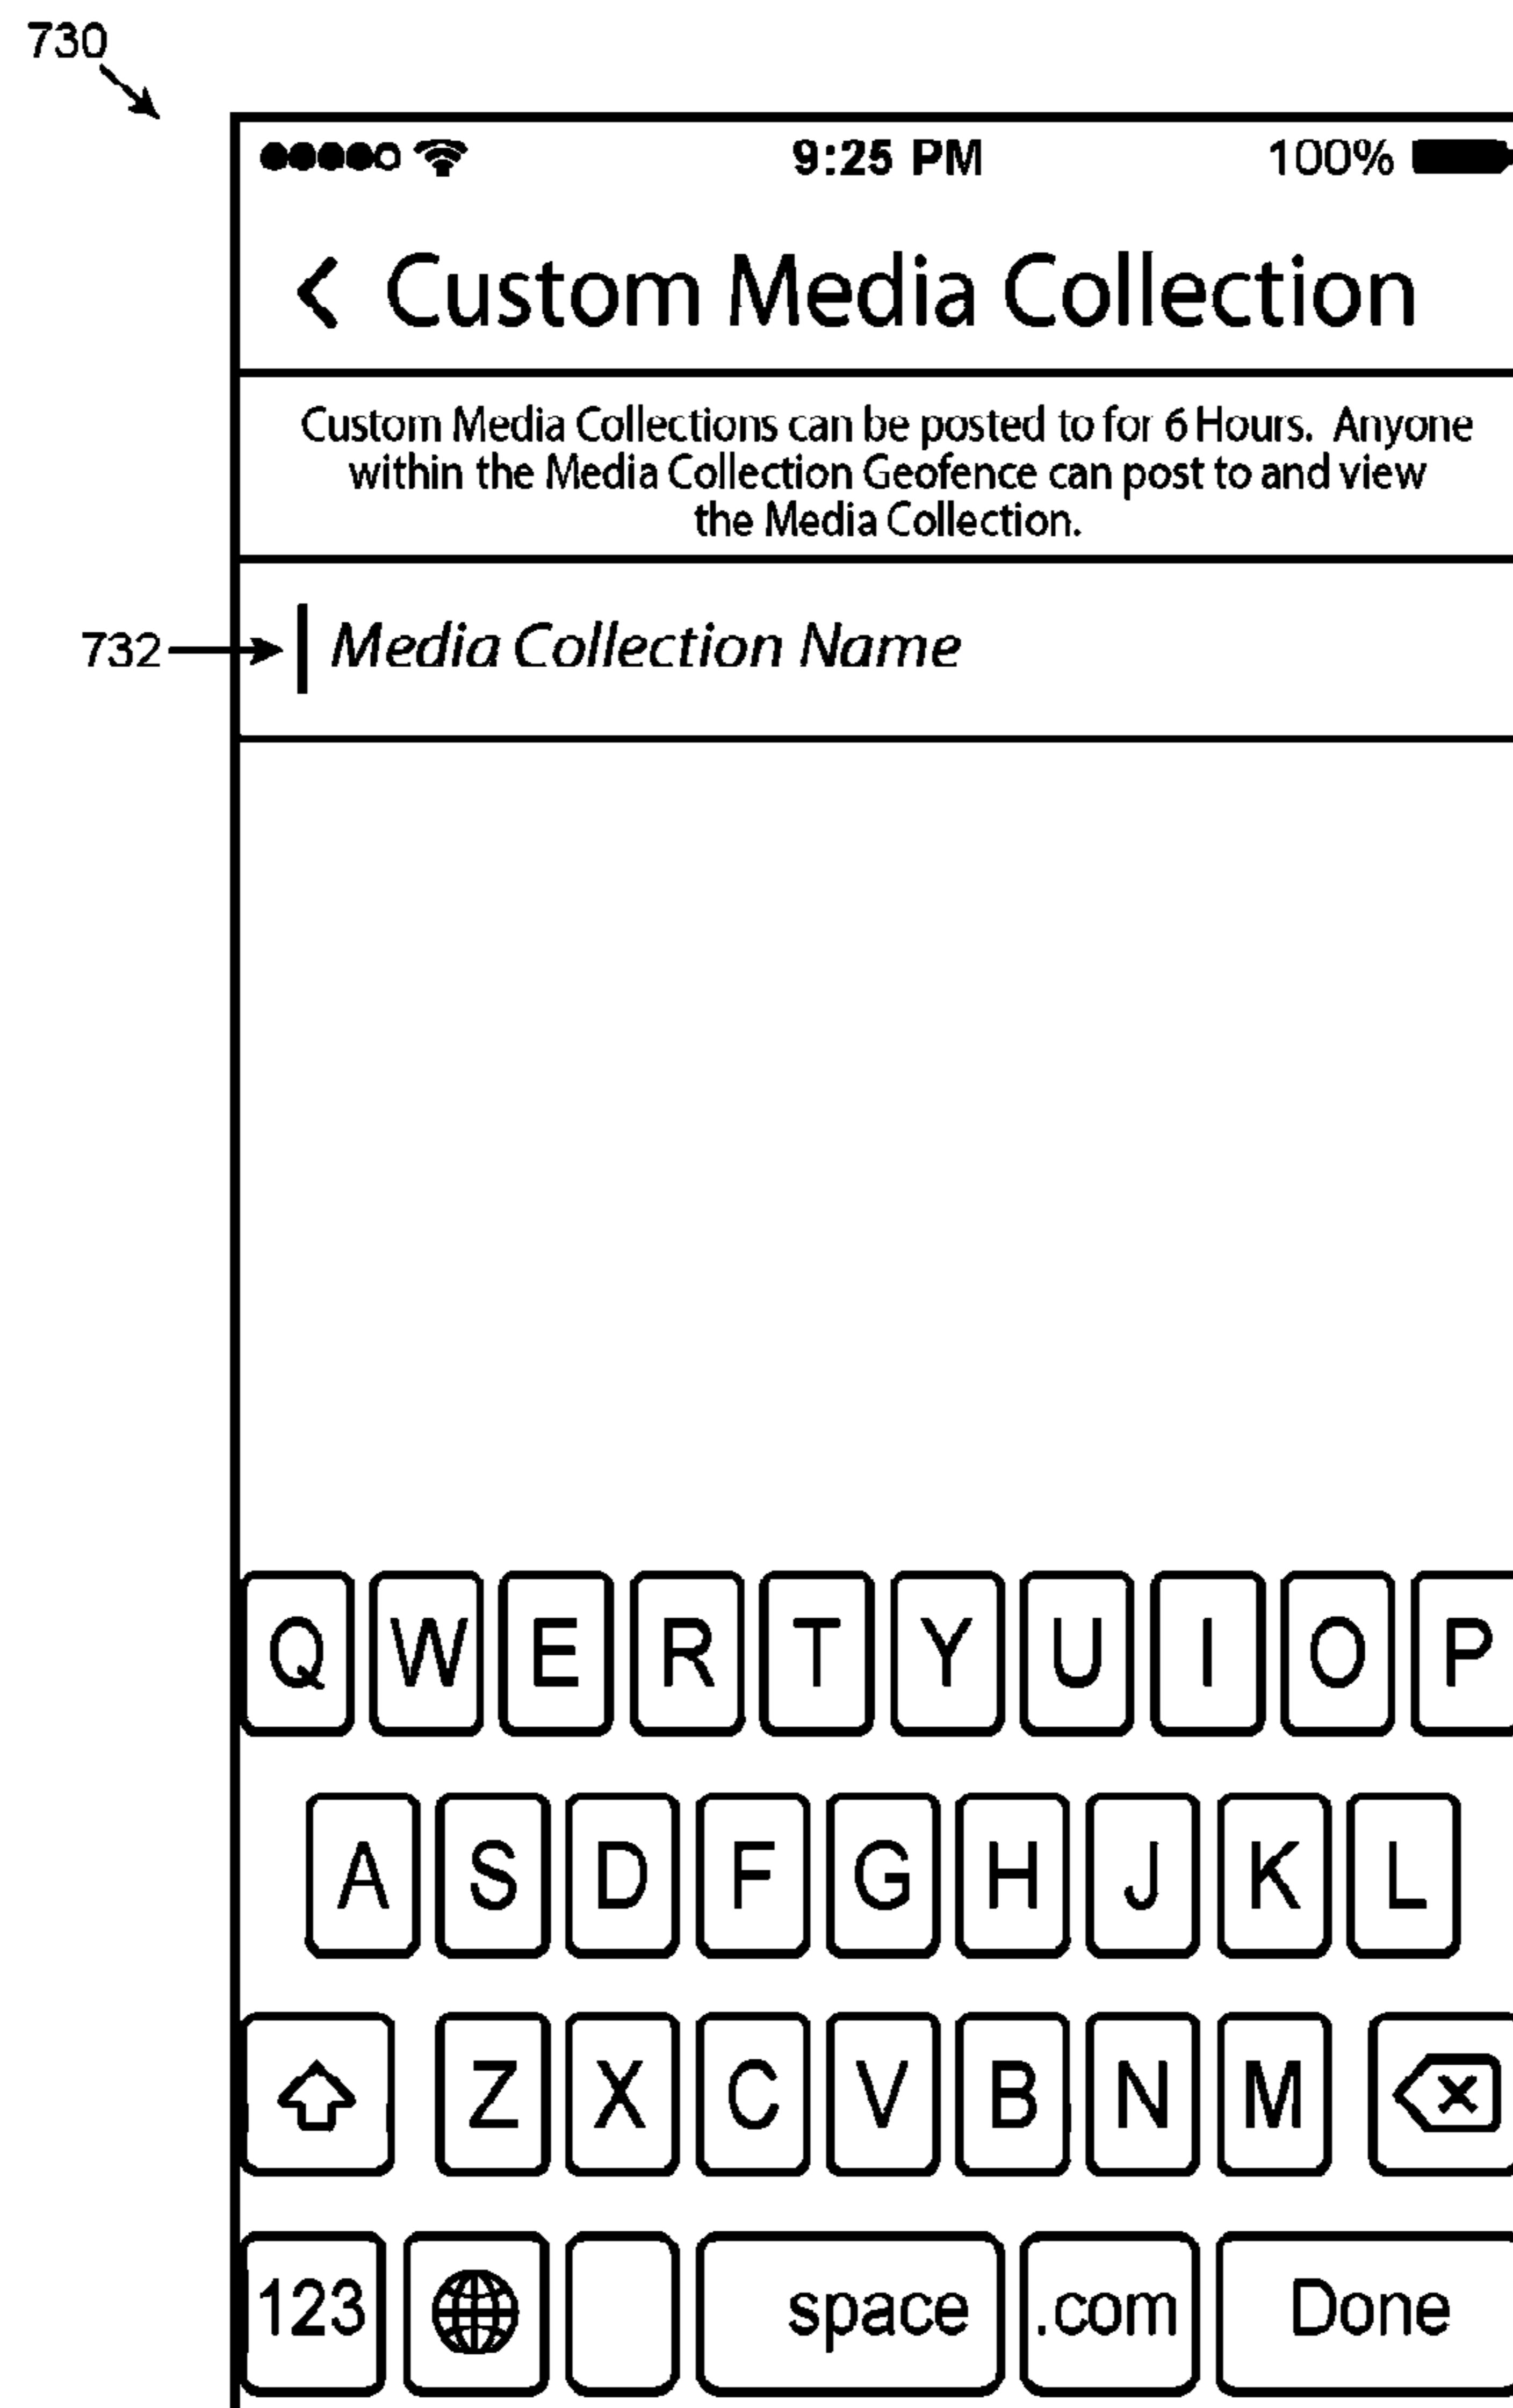 730
9:25 PM 100%
< Custom Media Collection
Custom Media Collections can be posted to for 6 Hours. Anyone
within the Media Collection Geofence can post to and view
the Media Collection.
732
Media Collection Name
Q W E R T Y U I O P
A S D F G H J K L
Z X C V B N M
123 space .com Done